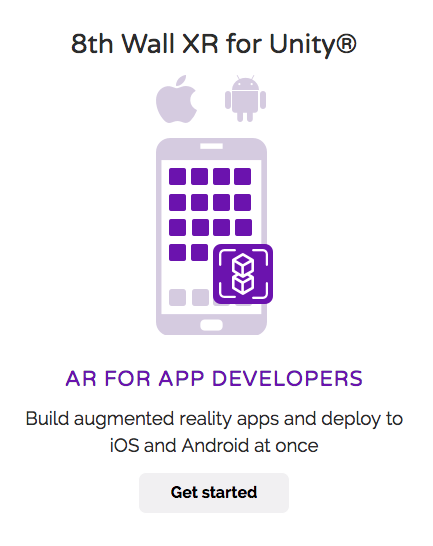 8th Wall XR for Unity®
AR FOR APP DEVELOPERS
Build augmented reality apps and deploy to
iOS and Android at once
Get started